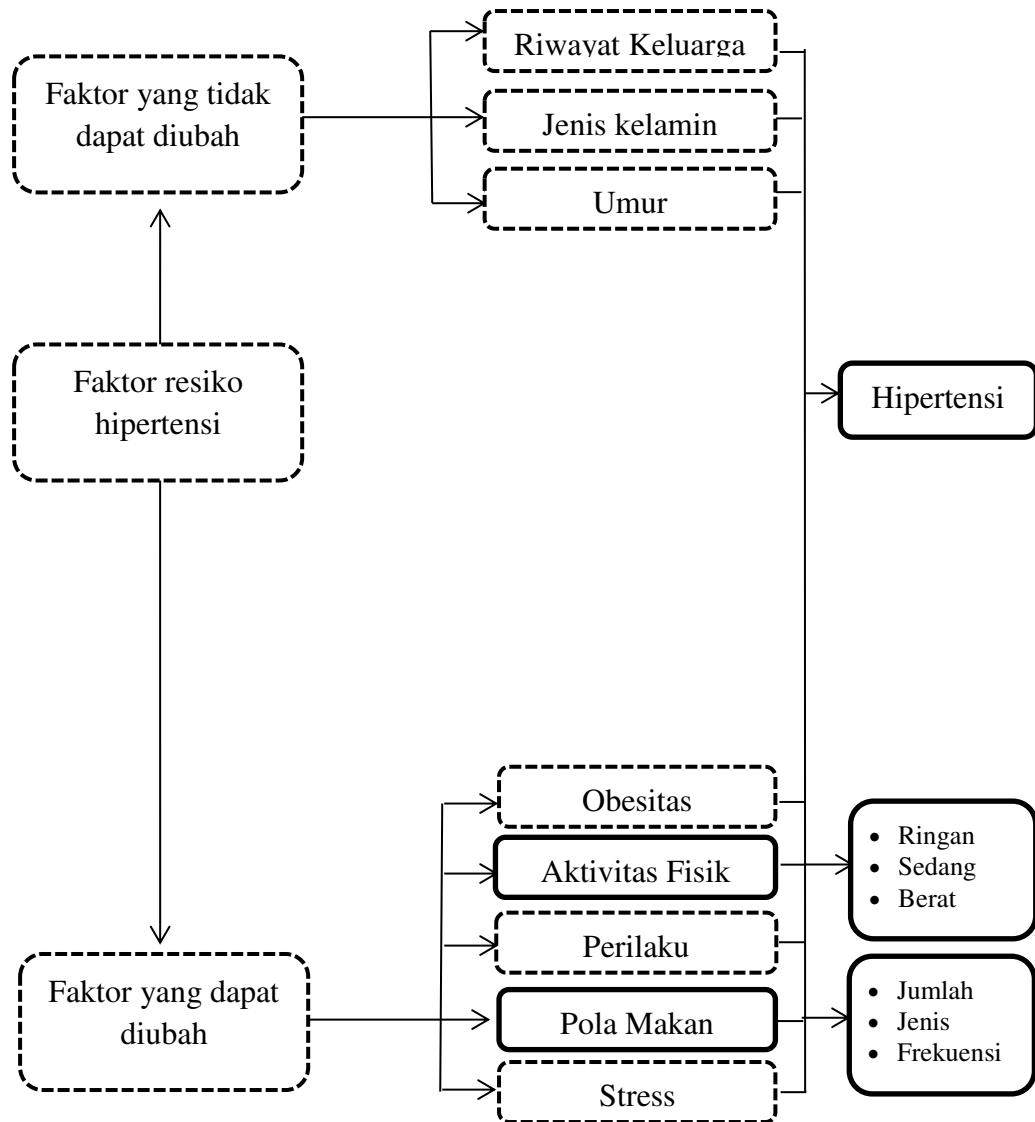 Riwayat Keluarga
Faktor yang tidak
dapat diubah
Jenis kelamin
Umur
Faktor resiko
hipertensi
Hipertensi
Obesitas
Aktivitas Fisik
• Ringan
• Sedang
• Berat
Perilaku
Faktor yang dapat
diubah
Pola Makan
• Jumlah
• Jenis
• Frekuensi
Stress